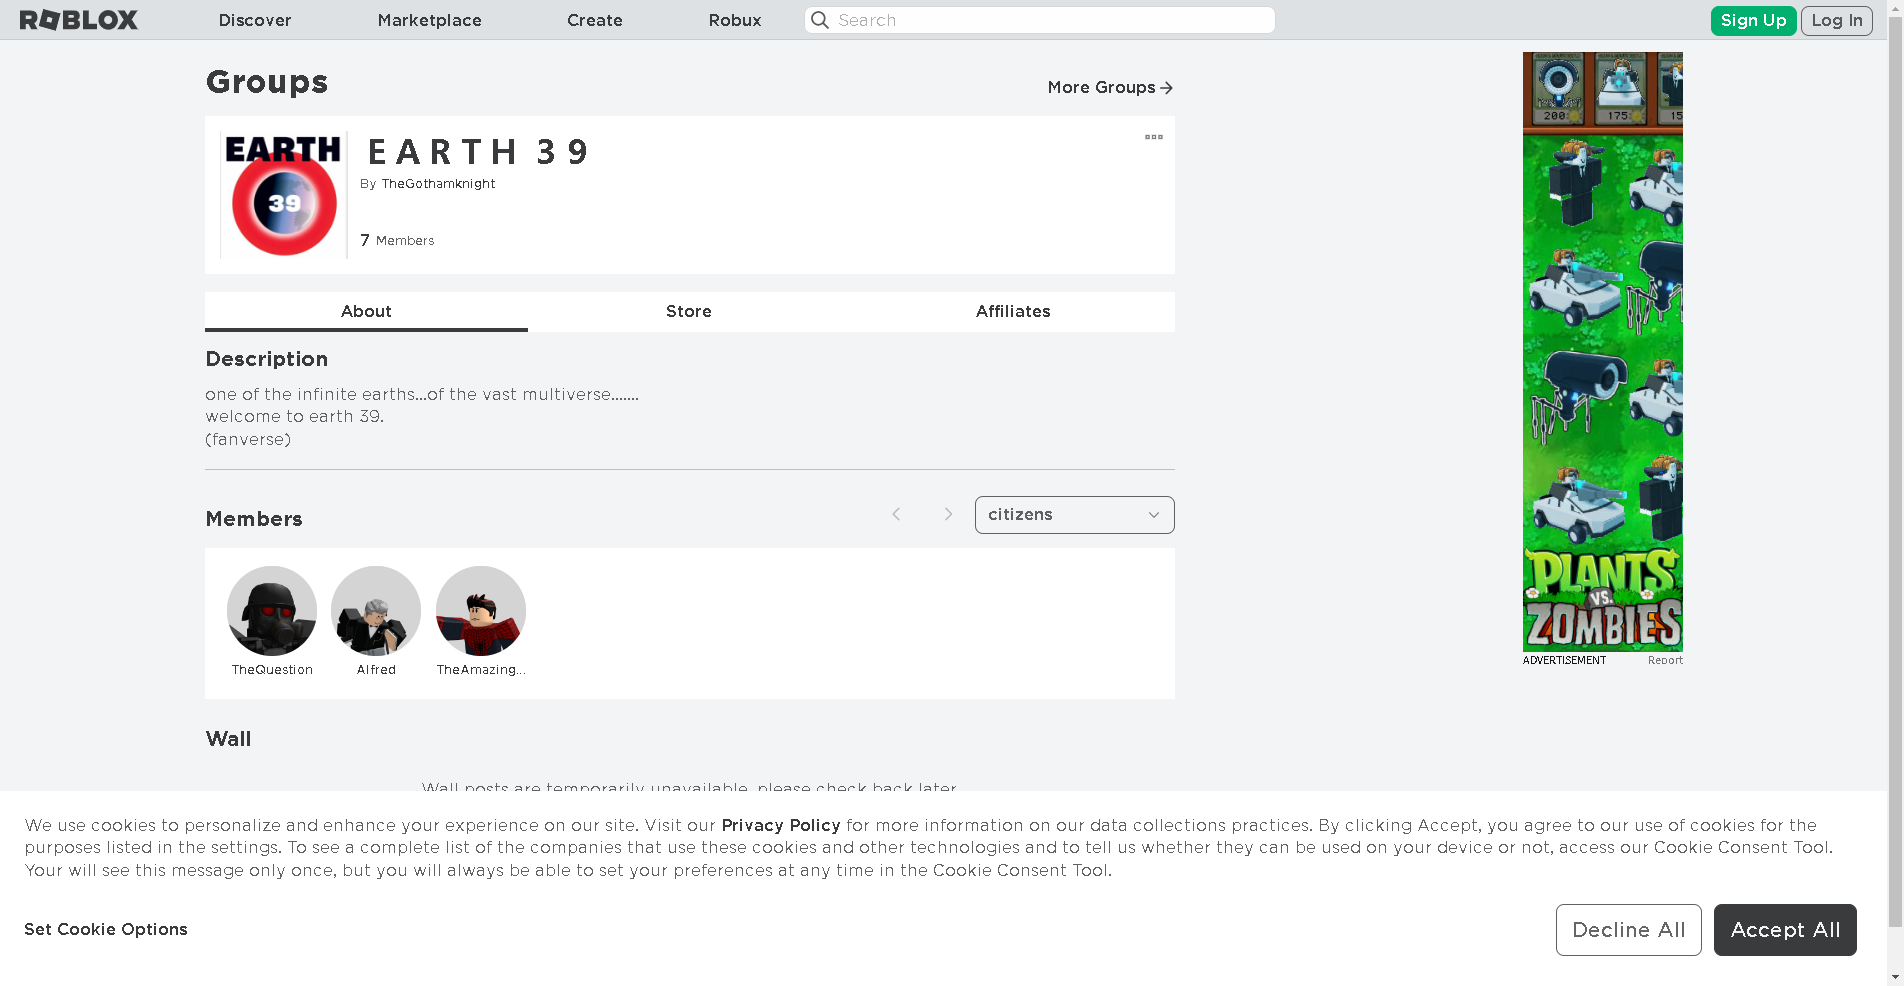 ROBLOX
Discover
Marketplace
Create
Robux
Search
Sign Up
Log In
Groups
More Groups
EARTH
39
EARTH 39
By TheGothamknight
7 Members
About
Store
Affiliates
Description
one of the infinite earths...of the vast multiverse.......
welcome to earth 39.
(fanverse)
Members
citizens
TheQuestion
Alfred
TheAmazing...
Wall
Wall posts are temporarily unavailable, please check back later.
200
175
15
PLANTS
VS.
ZOMBIES
ADVERTISEMENT
Report
We use cookies to personalize and enhance your experience on our site. Visit our Privacy Policy for more information on our data collections practices. By clicking Accept, you agree to our use of cookies for the
purposes listed in the settings. To see a complete list of the companies that use these cookies and other technologies and to tell us whether they can be used on your device or not, access our Cookie Consent Tool.
Your will see this message only once, but you will always be able to set your preferences at any time in the Cookie Consent Tool.
Set Cookie Options
Decline All
Accept All